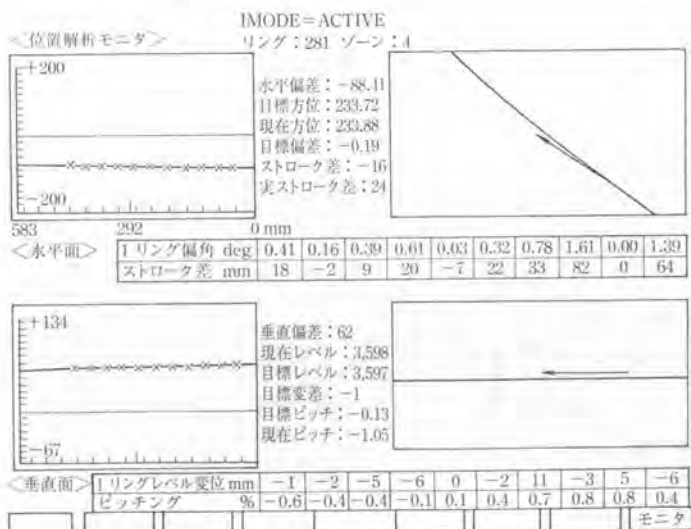 IMODE=ACTIVE
<位置解析モニタ>
リング：281 ゾーン：4
+200
-200
583 292 0 mm
水平偏差：-88.41
目標方位：233.72
現在方位：233.88
目標偏差：-0.19
ストローク差：-16
実ストローク差：24
<水平面>
1リング偏角 deg 0.41 0.16 0.39 0.61 0.03 0.32 0.78 1.61 0.00 1.39
ストローク差 mm 18 -2 9 20 -7 22 33 82 0 64
+134
-67
垂直偏差：62
現在レベル：3,598
目標レベル：3,597
目標変差：-1
目標ピッチ：-0.13
現在ピッチ：-1.05
<垂直面>
1リングレベル変位mm -1 -2 -5 -6 0 -2 11 -3 5 -6
ピッチング % -0.6 -0.4 -0.4 -0.1 0.1 0.4 0.7 0.8 0.8 0.4
モニタ